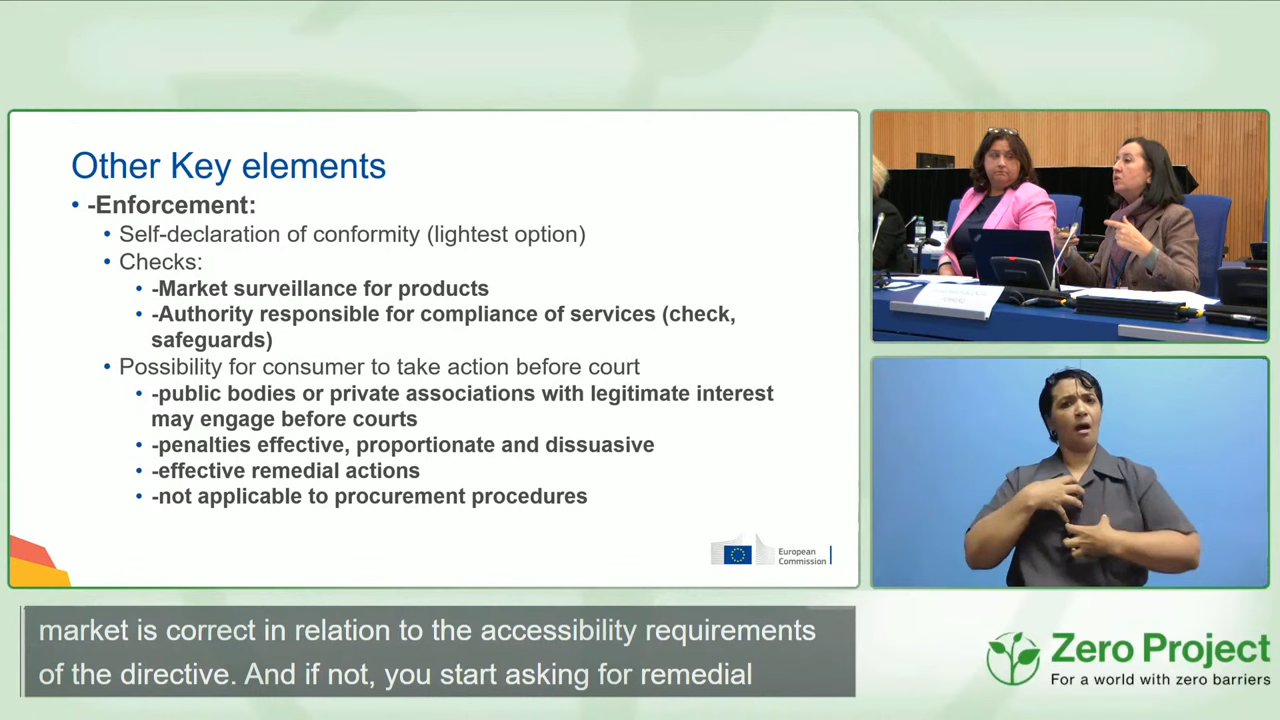 Other Key elements
• -Enforcement:
• Self-declaration of conformity (lightest option)
• Checks:
• -Market surveillance for products
• -Authority responsible for compliance of services (check,
safeguards)
• Possibility for consumer to take action before court
• -public bodies or private associations with legitimate interest
may engage before courts
• -penalties effective, proportionate and dissuasive
• -effective remedial actions
• -not applicable to procurement procedures
European
Commission
market is correct in relation to the accessibility requirements
of the directive. And if not, you start asking for remedial
Zero Project
For a world with zero barriers